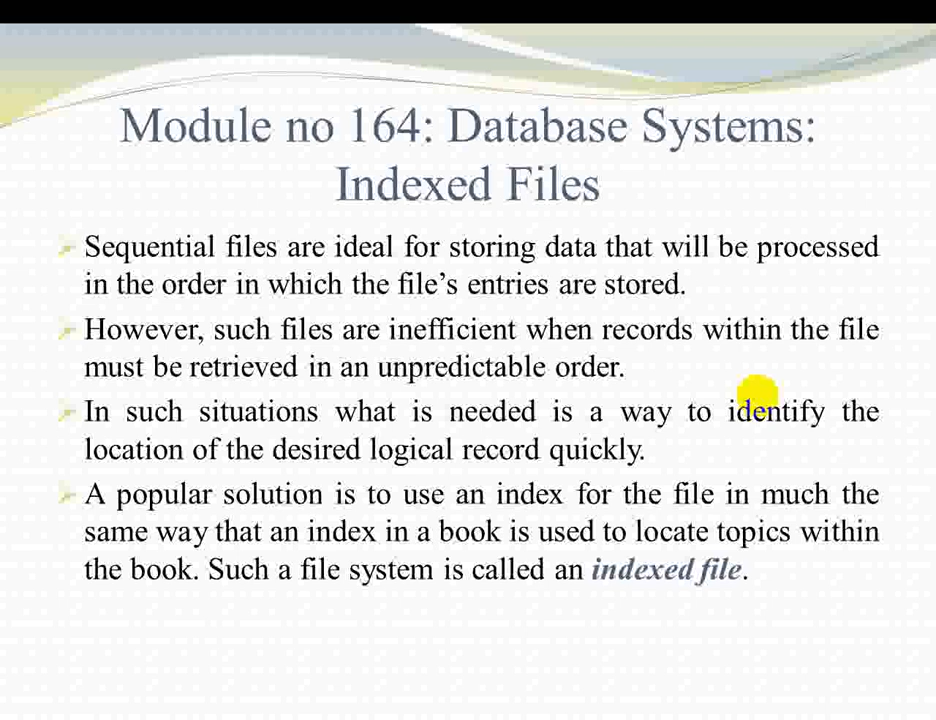 Module no 164: Database Systems:
Indexed Files
Sequential files are ideal for storing data that will be processed
in the order in which the file’s entries are stored.
However, such files are inefficient when records within the file
must be retrieved in an unpredictable order.
In such situations what is needed is a way to identify the
location of the desired logical record quickly.
A popular solution is to use an index for the file in much the
same way that an index in a book is used to locate topics within
the book. Such a file system is called an indexed file.